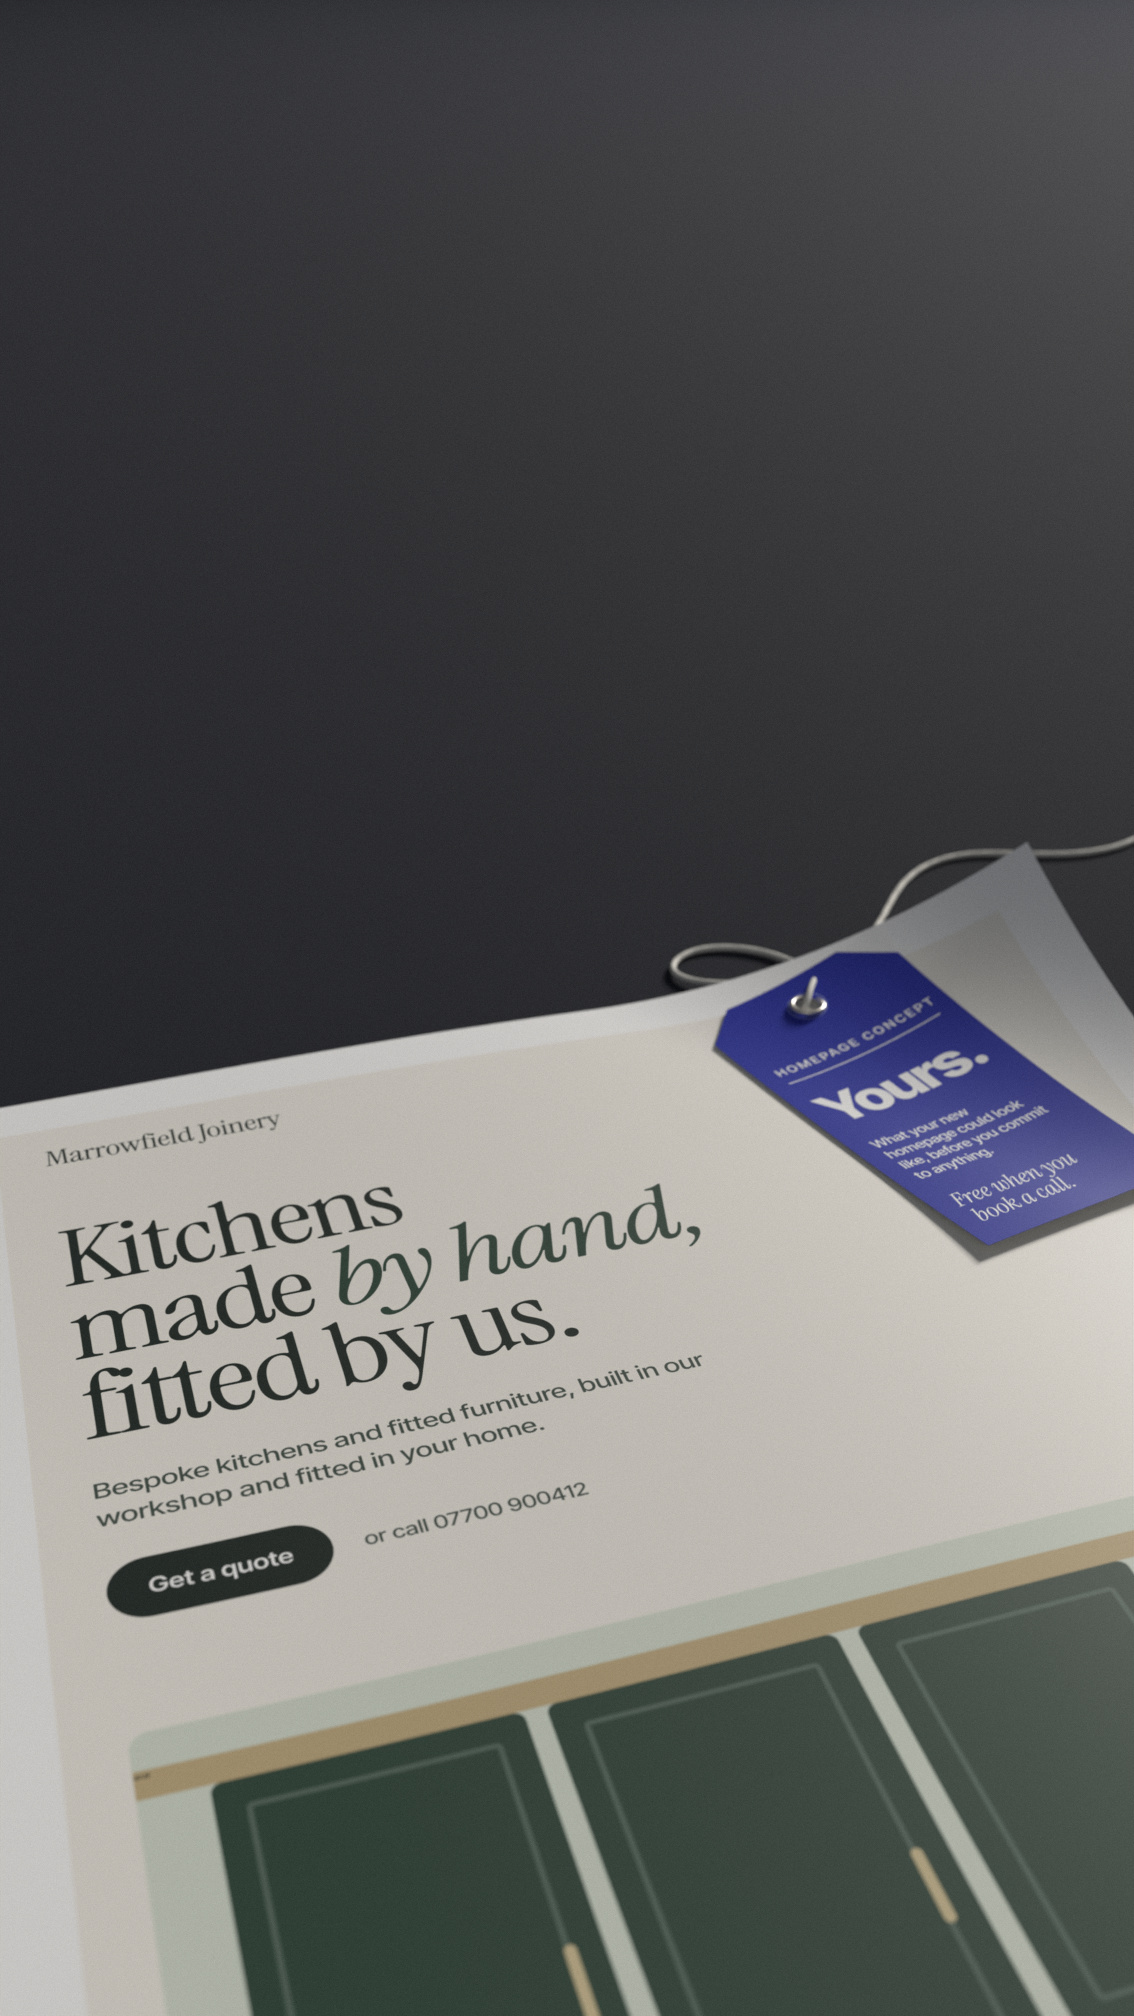 Marrowfield Joinery
Kitchens
made by hand,
fitted by us.
Bespoke kitchens and fitted furniture, built in our
workshop and fitted in your home.
Get a quote
or call 07700 900412
HOMEPAGE CONCEPT
Yours.
What your new
homepage could look
like, before you commit
to anything.
Free when you
book a call.